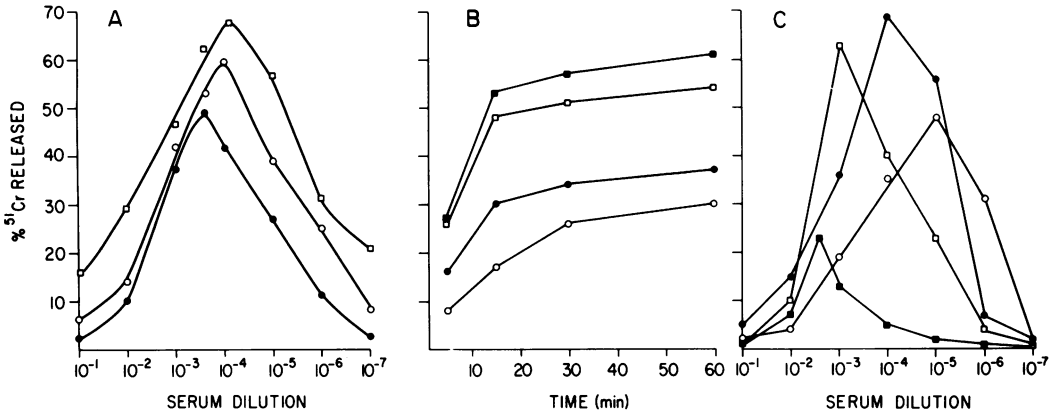 A
B
C
% ⁵¹Cr RELEASED
70
60
50
40
30
20
10
10⁻¹ 10⁻² 10⁻³ 10⁻⁴ 10⁻⁵ 10⁻⁶ 10⁻⁷
SERUM DILUTION
10 20 30 40 50 60
TIME (min)
10⁻¹ 10⁻² 10⁻³ 10⁻⁴ 10⁻⁵ 10⁻⁶ 10⁻⁷
SERUM DILUTION